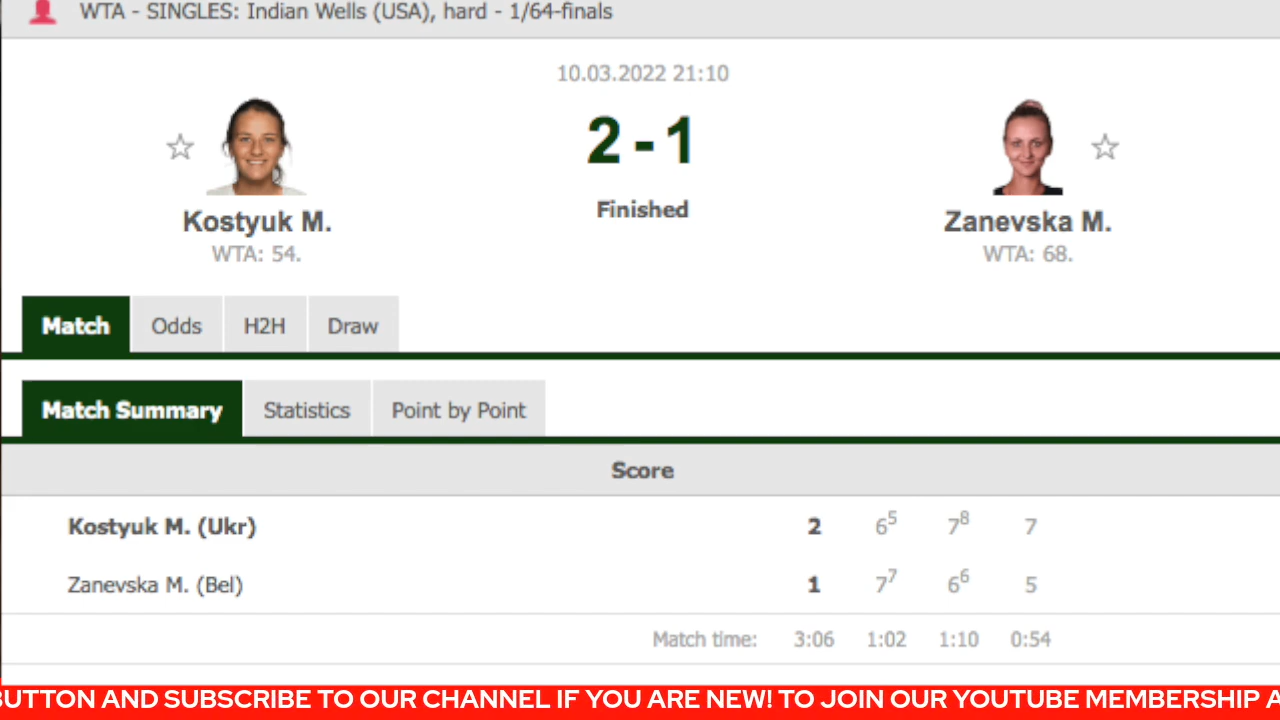 WTA - SINGLES: Indian Wells (USA), hard - 1/64-finals
10.03.2022 21:10
2 - 1
Finished
Kostyuk M.
WTA: 54.
Zanevska M.
WTA: 68.
Match Odds H2H Draw
Match Summary Statistics Point by Point
Score
Kostyuk M. (Ukr) 2 6⁵ 7⁸ 7
Zanevska M. (Bel) 1 7⁷ 6⁶ 5
Match time: 3:06 1:02 1:10 0:54
BUTTON AND SUBSCRIBE TO OUR CHANNEL IF YOU ARE NEW! TO JOIN OUR YOUTUBE MEMBERSHIP A